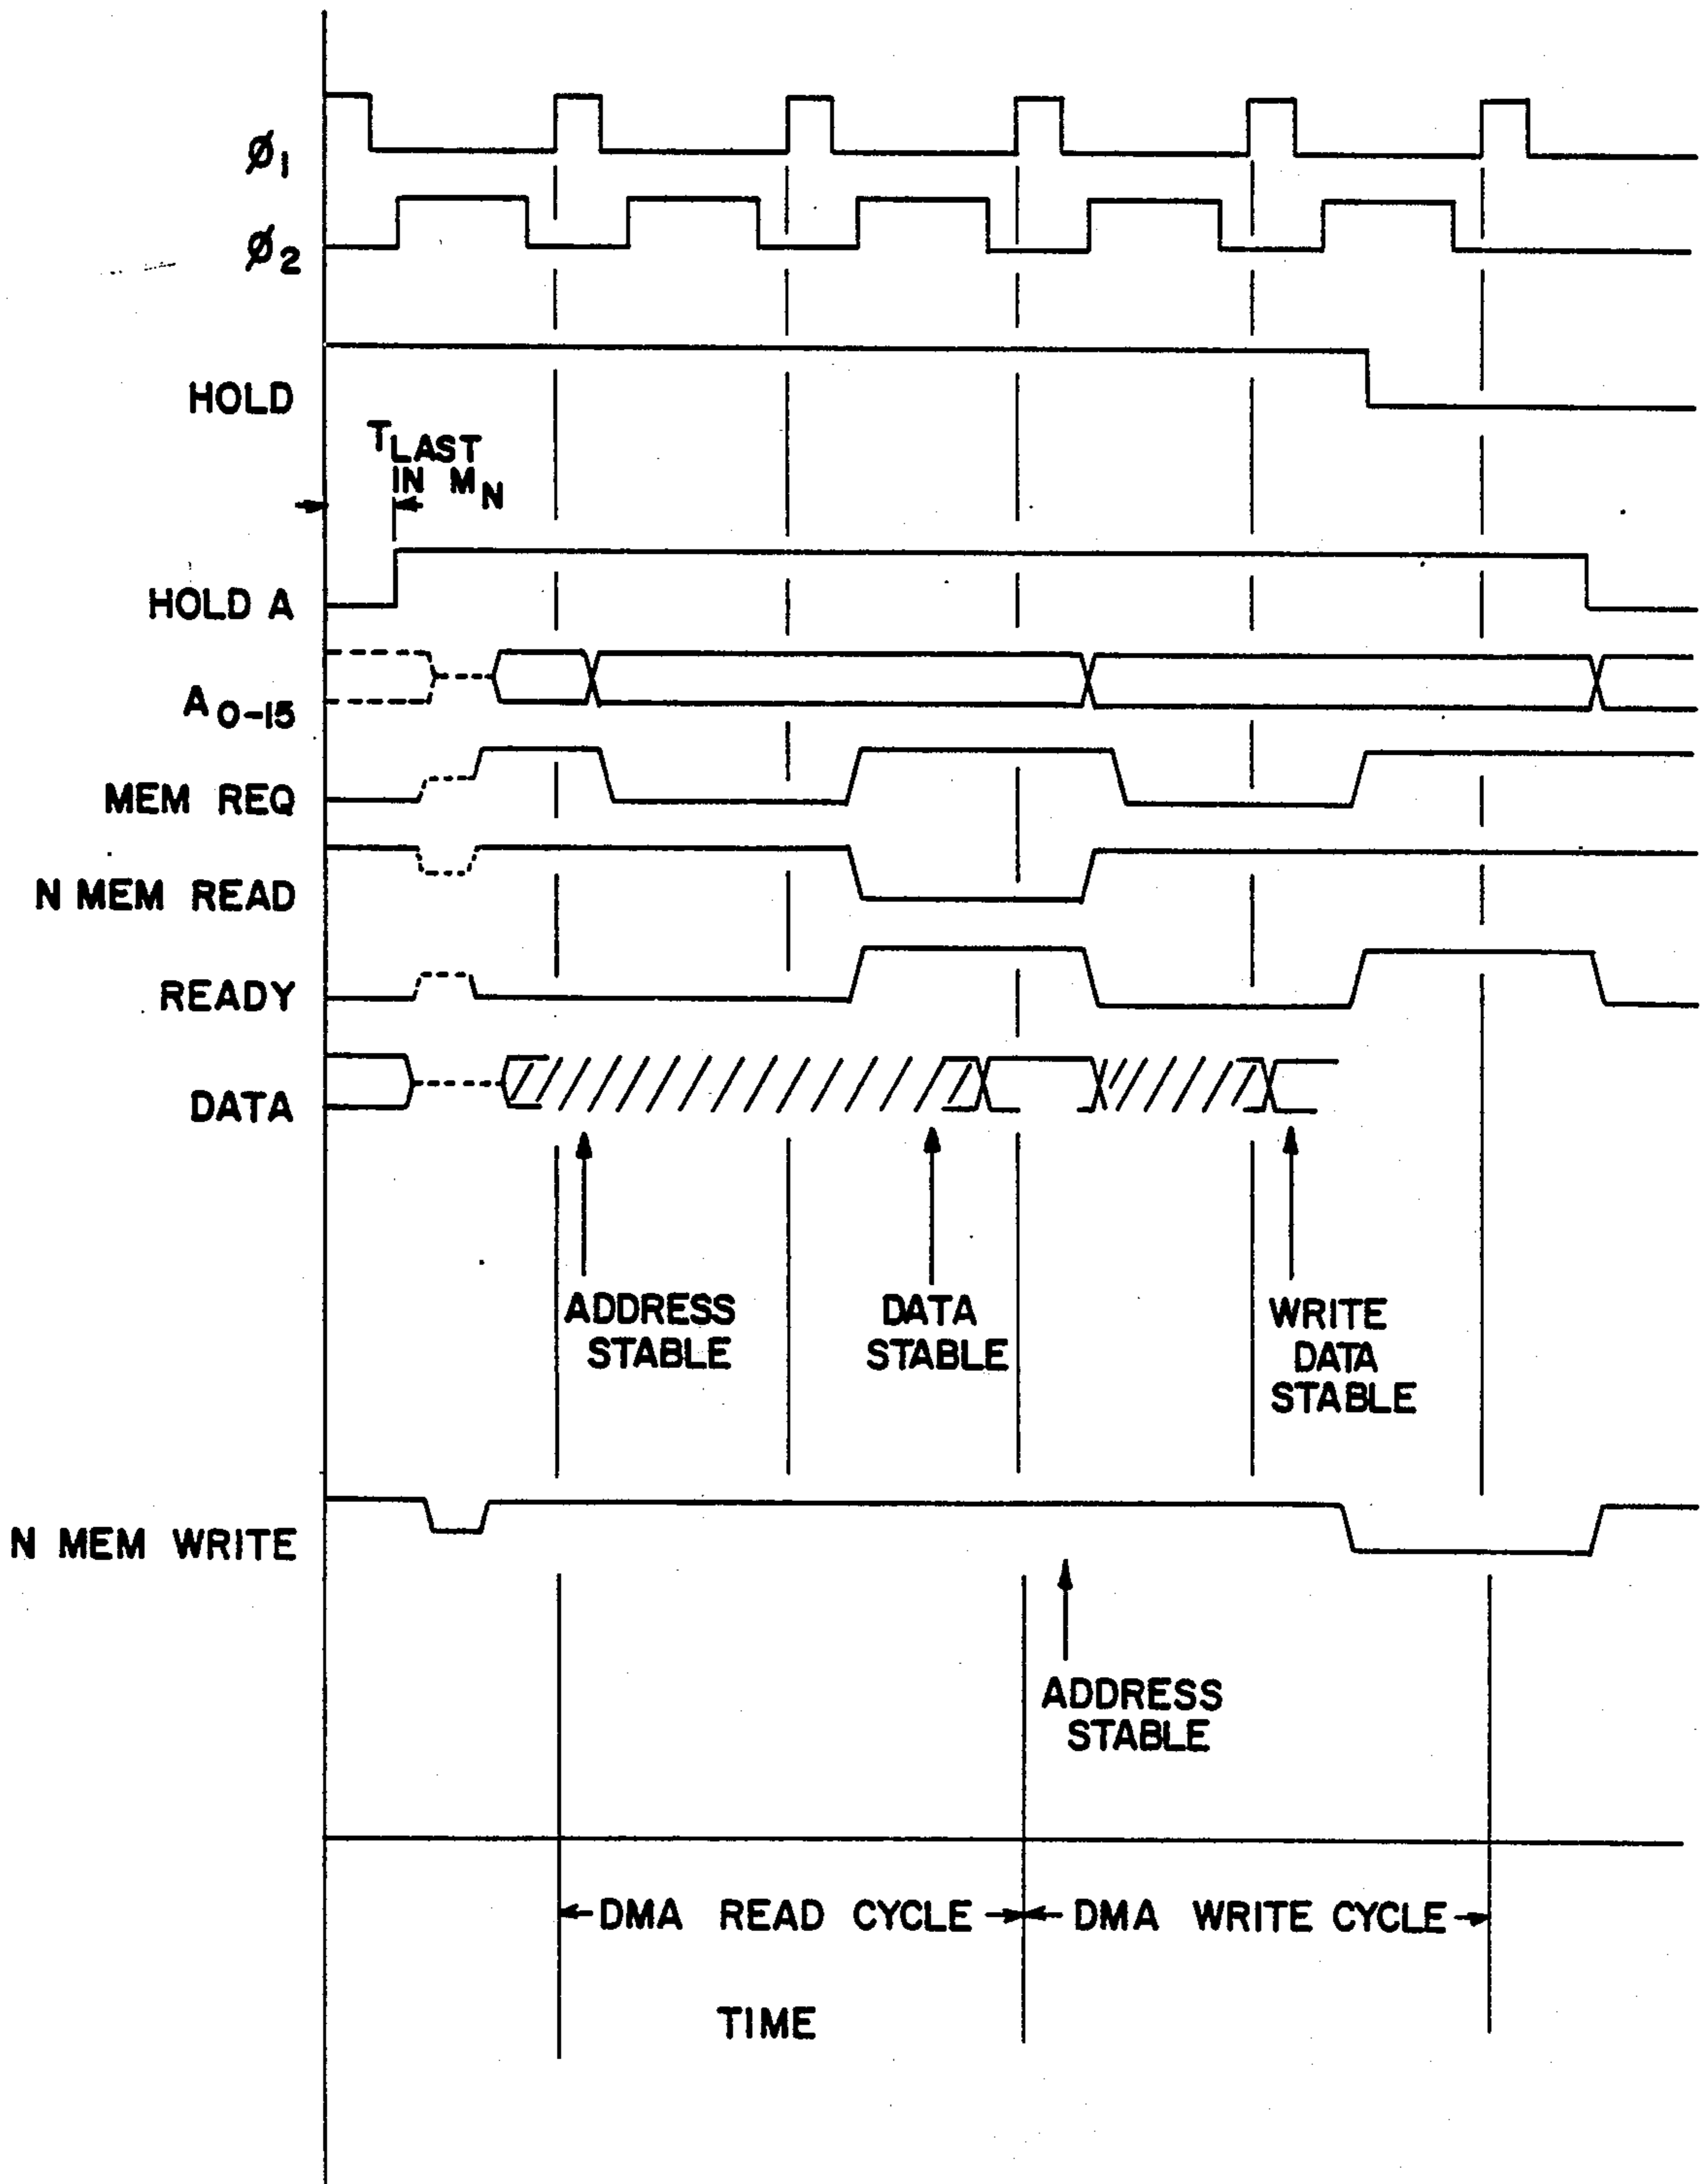 Ø1
Ø2
HOLD
TLAST
IN MN
HOLD A
A0-15
MEM REQ
N MEM READ
READY
DATA
ADDRESS
STABLE
DATA
STABLE
WRITE
DATA
STABLE
N MEM WRITE
ADDRESS
STABLE
DMA READ CYCLE
DMA WRITE CYCLE
TIME